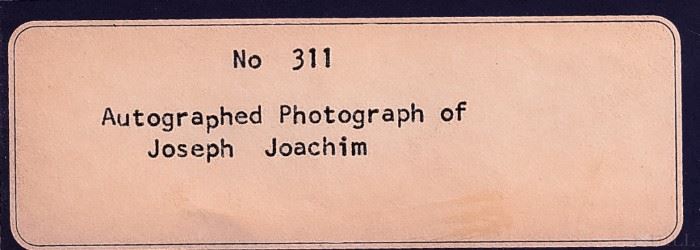 No 311
Autographed Photograph of
Joseph Joachim